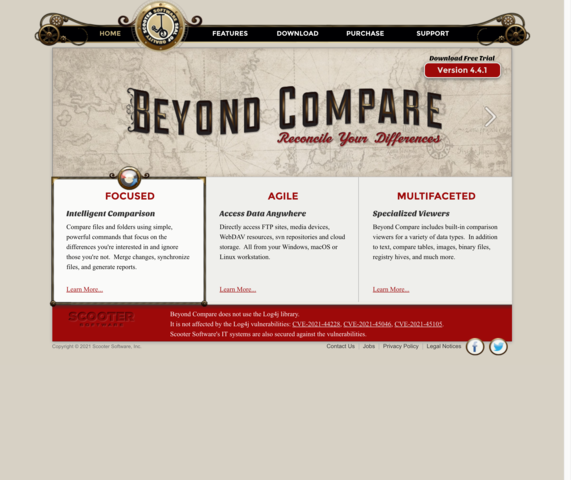 HOME
FEATURES
DOWNLOAD
PURCHASE
SUPPORT
Download Free Trial
Version 4.4.1
BEYOND COMPARE
Reconcile Your Differences
FOCUSED
Intelligent Comparison
Compare files and folders using simple,
powerful commands that focus on the
differences you're interested in and ignore
those you're not.  Merge changes, synchronize
files, and generate reports.
Learn More...
AGILE
Access Data Anywhere
Directly access FTP sites, media devices,
WebDAV resources, svn repositories and cloud
storage.  All from your Windows, macOS or
Linux workstation.
Learn More...
MULTIFACETED
Specialized Viewers
Beyond Compare includes built-in comparison
viewers for a variety of data types.  In addition
to text, compare tables, images, binary files,
registry hives, and much more.
Learn More...
SCOOTER
SOFTWARE
Beyond Compare does not use the Log4j library.
It is not affected by the Log4j vulnerabilities: CVE-2021-44228, CVE-2021-45046, CVE-2021-45105.
Scooter Software's IT systems are also secured against the vulnerabilities.
Copyright © 2021 Scooter Software, Inc.
Contact Us | Jobs | Privacy Policy | Legal Notices